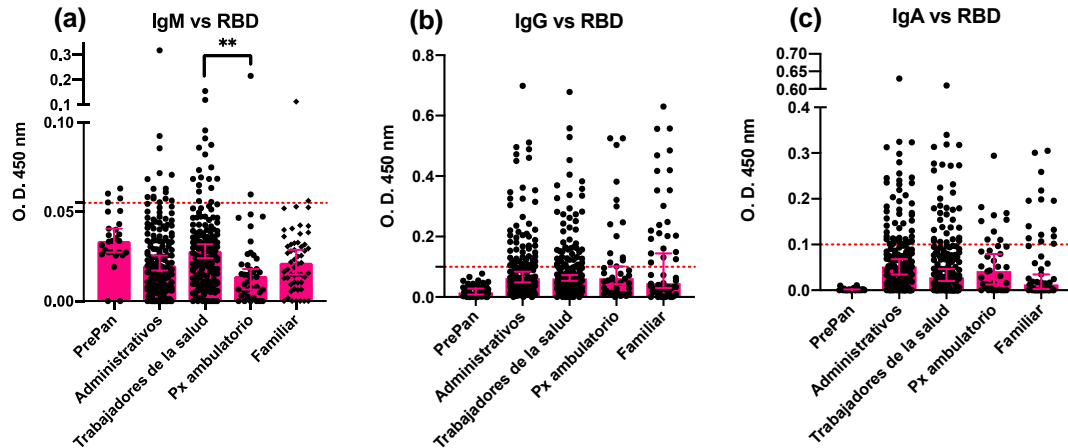 (a)
IgM vs RBD
**
O. D. 450 nm
0.3
0.2
0.1
0.10
0.05
0.00
PrePan
Administrativos
Trabajadores de la salud
Px ambulatorio
Familiar
(b)
IgG vs RBD
O. D. 450 nm
0.8
0.6
0.4
0.2
0.0
PrePan
Administrativos
Trabajadores de la salud
Px ambulatorio
Familiar
(c)
IgA vs RBD
O. D. 450 nm
0.70
0.65
0.60
0.4
0.3
0.2
0.1
0.0
PrePan
Administrativos
Trabajadores de la salud
Px ambulatorio
Familiar